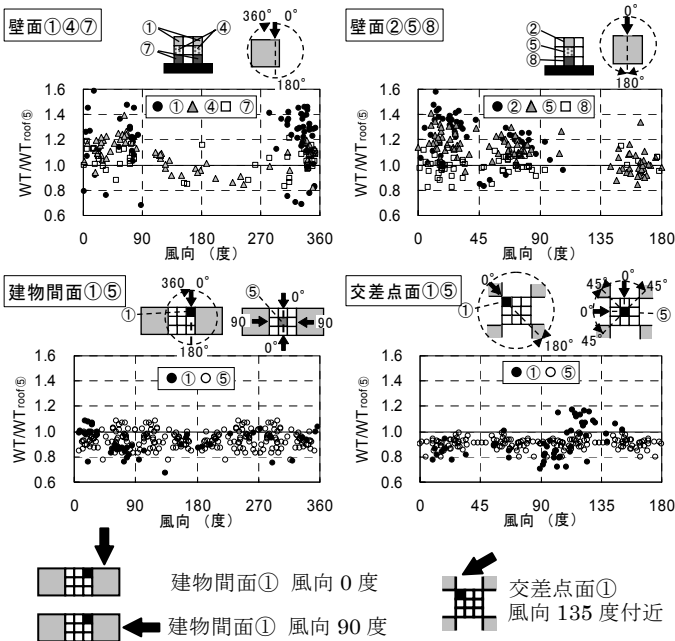 壁面①④⑦
① ④
⑦
360° 0°
180°
WT/WTroof⑤
1.6
1.4
1.2
1.0
0.8
0.6
● ① ▲ ④ □ ⑦
0 90 180 270 360
風向 (度)
壁面②⑤⑧
②
⑤
⑧
0°
180°
WT/WTroof⑤
1.6
1.4
1.2
1.0
0.8
0.6
● ② ▲ ⑤ □ ⑧
0 45 90 135 180
風向 (度)
建物間面①⑤
①
360 0°
180°
⑤ 0°
90 90
0°
WT/WTroof⑤
1.6
1.4
1.2
1.0
0.8
0.6
● ① ○ ⑤
0 90 180 270 360
風向 (度)
交差点面①⑤
0°
①
180°
45° 0° 45°
0°
45°
⑤
WT/WTroof⑤
1.6
1.4
1.2
1.0
0.8
0.6
● ① ○ ⑤
0 45 90 135 180
風向 (度)
建物間面① 風向 0 度
建物間面① 風向 90 度
交差点面①
風向 135 度付近